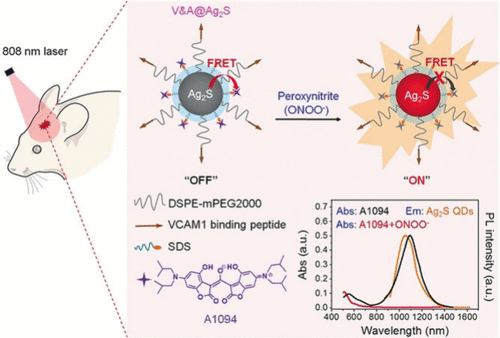 V&A@Ag₂S
808 nm laser
FRET
Ag₂S
Peroxynitrite
(ONOO⁻)
FRET
X
Ag₂S
"OFF"
"ON"
DSPE-mPEG2000
VCAM1 binding peptide
SDS
N
O
OH
O
OH
O
N
O
O
O
O
A1094
Abs: A1094 Em: Ag₂S QDs
Abs: A1094+ONOO⁻
Abs (a.u.)
PL intensity (a.u.)
0.5
0.4
0.3
0.2
0.1
0.0
400 600 800 1000 1200 1400 1600
Wavelength (nm)